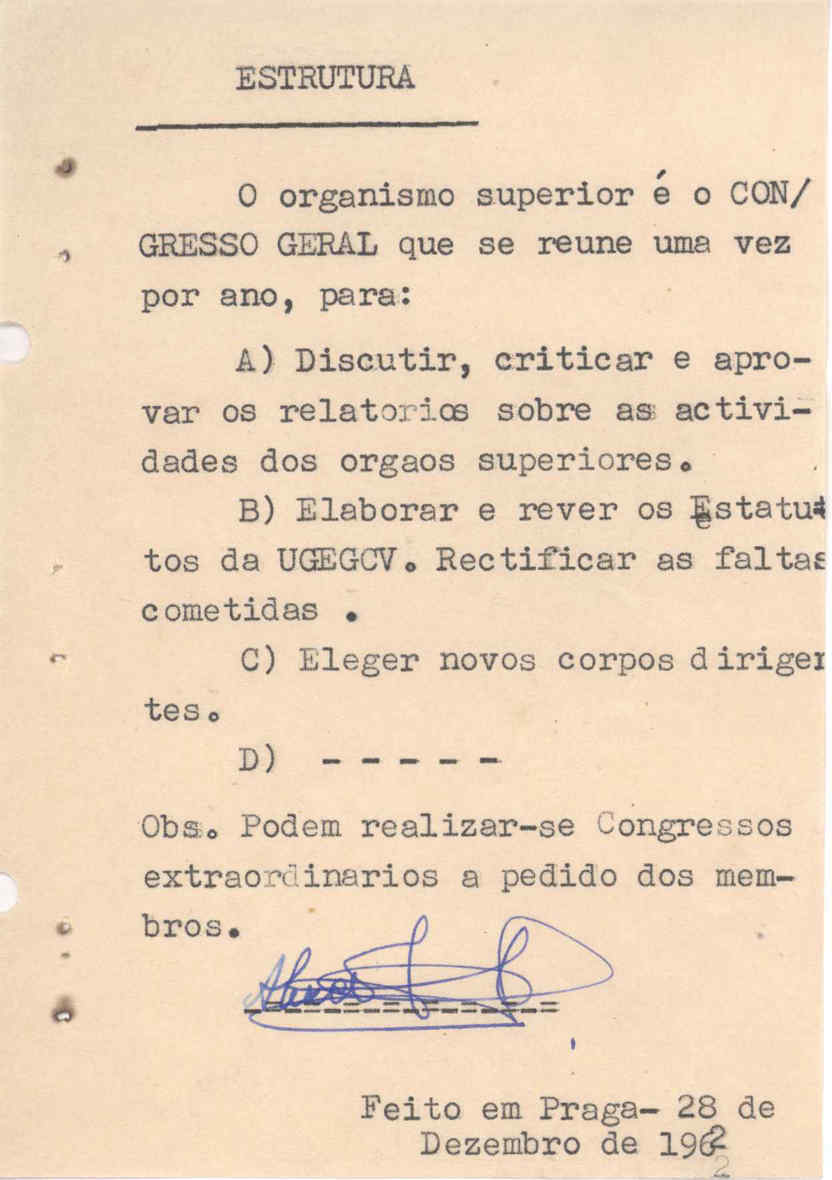 ESTRUTURA
O organismo superior é o CON/
GRESSO GERAL que se reune uma vez
por ano, para:
A) Discutir, criticar e apro-
var os relatorios sobre as activi-
dades dos orgaos superiores.
B) Elaborar e rever os Estatu-
tos da UGEGCV. Rectificar as faltas
cometidas .
C) Eleger novos corpos dirigen
tes.
D) - - - - -
Obs. Podem realizar-se Congressos
extraordinarios a pedido dos mem-
bros.
Feito em Praga- 28 de
Dezembro de 1962
2